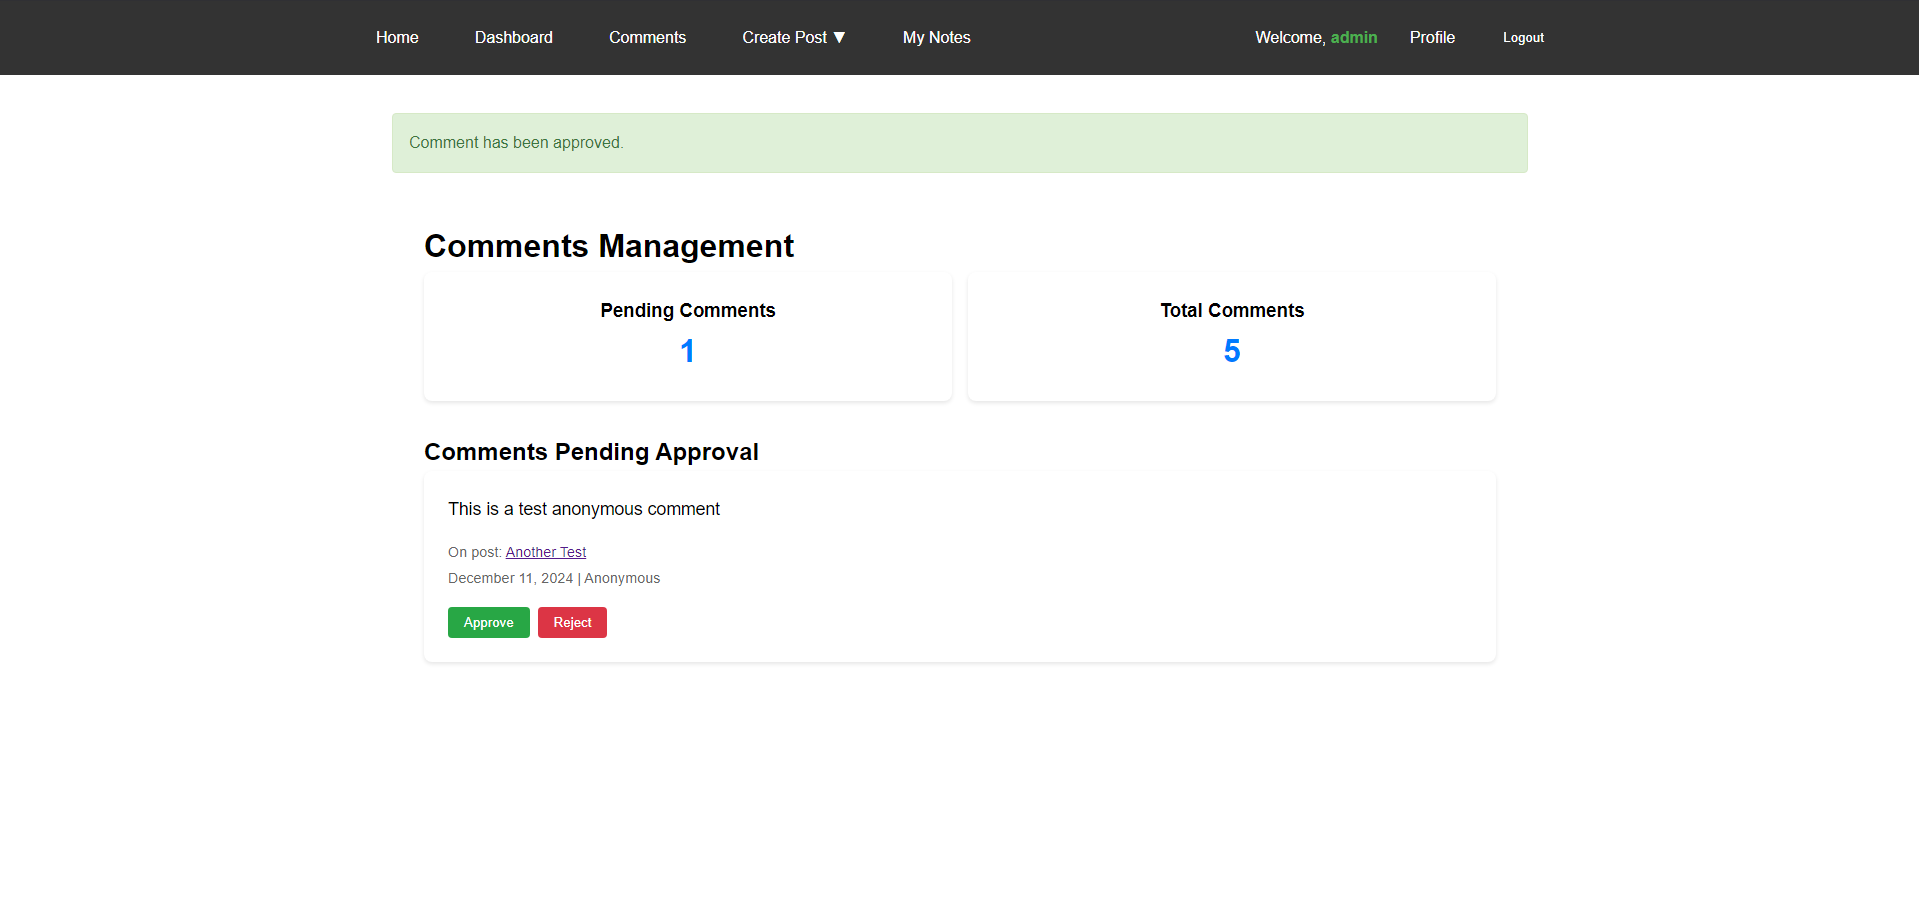 Home Dashboard Comments Create Post ▼ My Notes Welcome, admin Profile Logout
Comment has been approved.
Comments Management
Pending Comments
1
Total Comments
5
Comments Pending Approval
This is a test anonymous comment
On post: Another Test
December 11, 2024 | Anonymous
Approve Reject